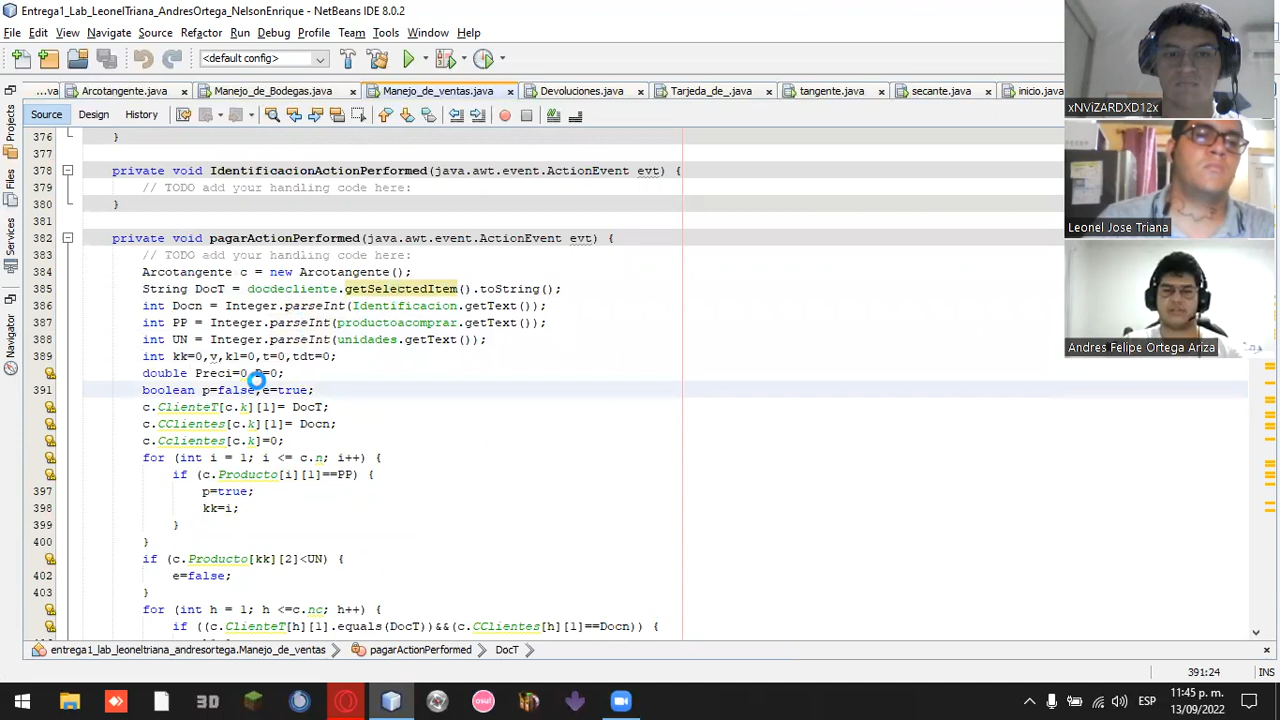 Entrega1_Lab_LeonelTriana_AndresOrtega_NelsonEnrique - NetBeans IDE 8.0.2
File Edit View Navigate Source Refactor Run Debug Profile Team Tools Window Help
<default config>
...va Arcotangente.java Manejo_de_Bodegas.java Manejo_de_ventas.java Devoluciones.java Tarjeda_de_.java tangente.java secante.java inicio.java
Source Design History
Projects
Files
Services
Navigator
376 }
377
378 private void IdentificacionActionPerformed(java.awt.event.ActionEvent evt) {
379 // TODO add your handling code here:
380 }
381
382 private void pagarActionPerformed(java.awt.event.ActionEvent evt) {
383 // TODO add your handling code here:
384 Arcotangente c = new Arcotangente();
385 String DocT = docdecliente.getSelectedItem().toString();
386 int Docn = Integer.parseInt(Identificacion.getText());
387 int PP = Integer.parseInt(productoacomprar.getText());
388 int UN = Integer.parseInt(unidades.getText());
389 int kk=0,v,kl=0,t=0,tdt=0;
double Preci=0, =0;
391 boolean p=false,e=true;
c.ClienteT[c.k][1]= DocT;
c.CClientes[c.k][1]= Docn;
c.Cclientes[c.k]=0;
for (int i = 1; i <= c.n; i++) {
if (c.Producto[i][1]==PP) {
397 p=true;
398 kk=i;
399 }
400 }
if (c.Producto[kk][2]<UN) {
402 e=false;
403 }
for (int h = 1; h <=c.nc; h++) {
if ((c.ClienteT[h][1].equals(DocT))&&(c.CClientes[h][1]==Docn)) {
entrega1_lab_leoneltriana_andresortega.Manejo_de_ventas pagarActionPerformed DocT
391:24 INS
xNViZARDXD12x
Leonel Jose Triana
Andres Felipe Ortega Ariza
3D
ESP
11:45 p. m.
13/09/2022